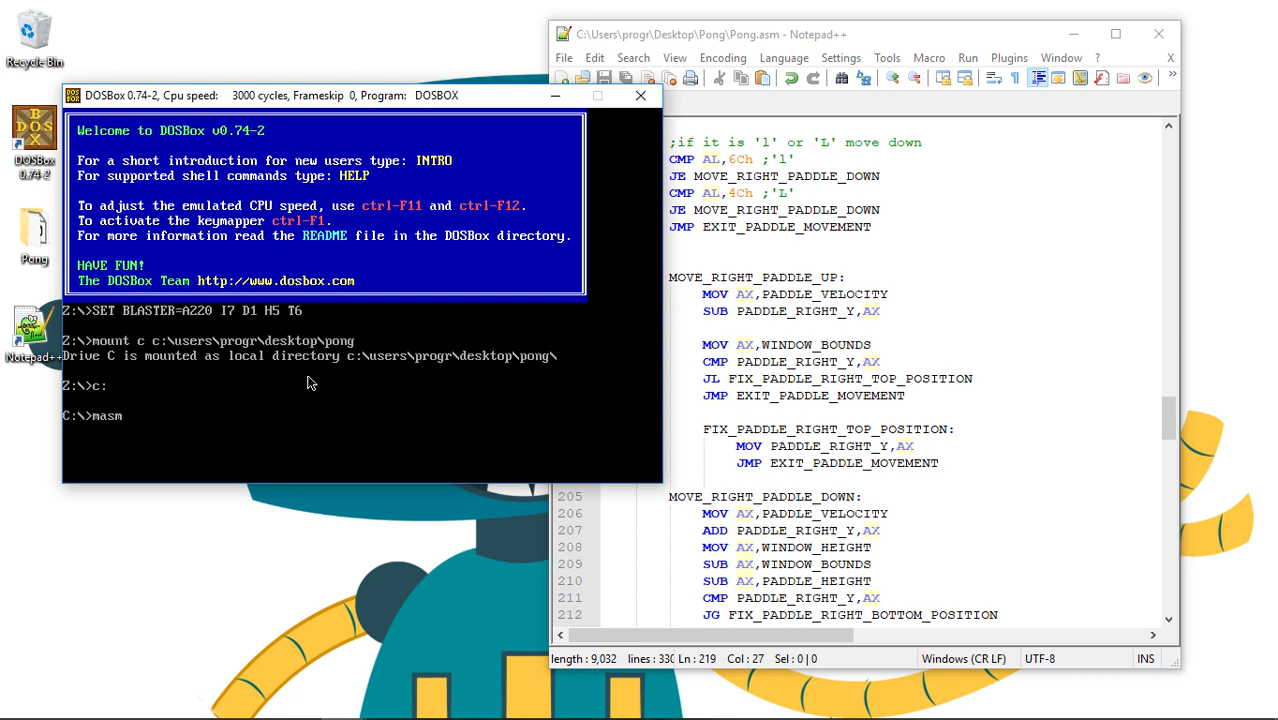 Recycle Bin
DOSBox
0.74-2
Pong
Notepad++
C:\Users\progr\Desktop\Pong\Pong.asm - Notepad++
File Edit Search View Encoding Language Settings Tools Macro Run Plugins Window ? X
DOSBox 0.74-2, Cpu speed: 3000 cycles, Frameskip 0, Program: DOSBOX
Welcome to DOSBox v0.74-2
For a short introduction for new users type: INTRO
For supported shell commands type: HELP
To adjust the emulated CPU speed, use ctrl-F11 and ctrl-F12.
To activate the keymapper ctrl-F1.
For more information read the README file in the DOSBox directory.
HAVE FUN!
The DOSBox Team http://www.dosbox.com
Z:\>SET BLASTER=A220 I7 D1 H5 T6
Z:\>mount c c:\users\progr\desktop\pong
Drive C is mounted as local directory c:\users\progr\desktop\pong\
Z:\>c:
C:\>masm
;if it is 'l' or 'L' move down
CMP AL,6Ch ;'l'
JE MOVE_RIGHT_PADDLE_DOWN
CMP AL,4Ch ;'L'
JE MOVE_RIGHT_PADDLE_DOWN
JMP EXIT_PADDLE_MOVEMENT
MOVE_RIGHT_PADDLE_UP:
MOV AX,PADDLE_VELOCITY
SUB PADDLE_RIGHT_Y,AX
MOV AX,WINDOW_BOUNDS
CMP PADDLE_RIGHT_Y,AX
JL FIX_PADDLE_RIGHT_TOP_POSITION
JMP EXIT_PADDLE_MOVEMENT
FIX_PADDLE_RIGHT_TOP_POSITION:
MOV PADDLE_RIGHT_Y,AX
JMP EXIT_PADDLE_MOVEMENT
205 MOVE_RIGHT_PADDLE_DOWN:
206 MOV AX,PADDLE_VELOCITY
207 ADD PADDLE_RIGHT_Y,AX
208 MOV AX,WINDOW_HEIGHT
209 SUB AX,WINDOW_BOUNDS
210 SUB AX,PADDLE_HEIGHT
211 CMP PADDLE_RIGHT_Y,AX
212 JG FIX_PADDLE_RIGHT_BOTTOM_POSITION
length : 9,032 lines : 330 Ln : 219 Col : 27 Sel : 0 | 0 Windows (CR LF) UTF-8 INS